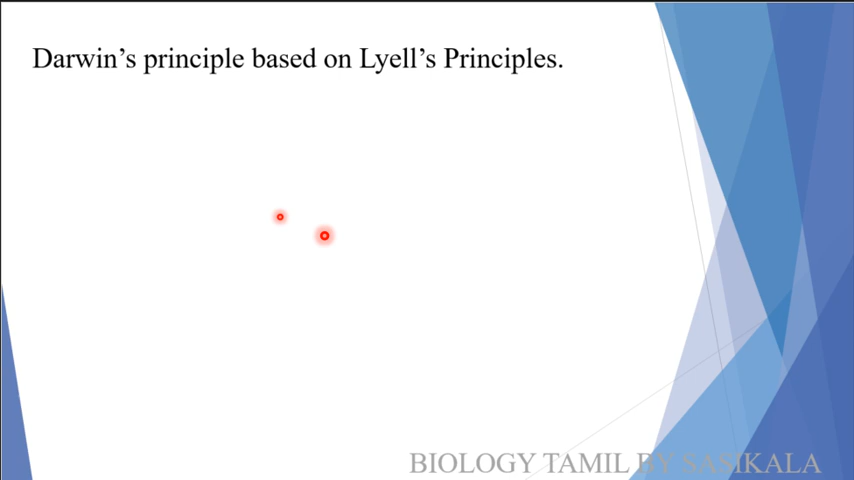 Darwin’s principle based on Lyell’s Principles.
BIOLOGY TAMIL BY SASIKALA